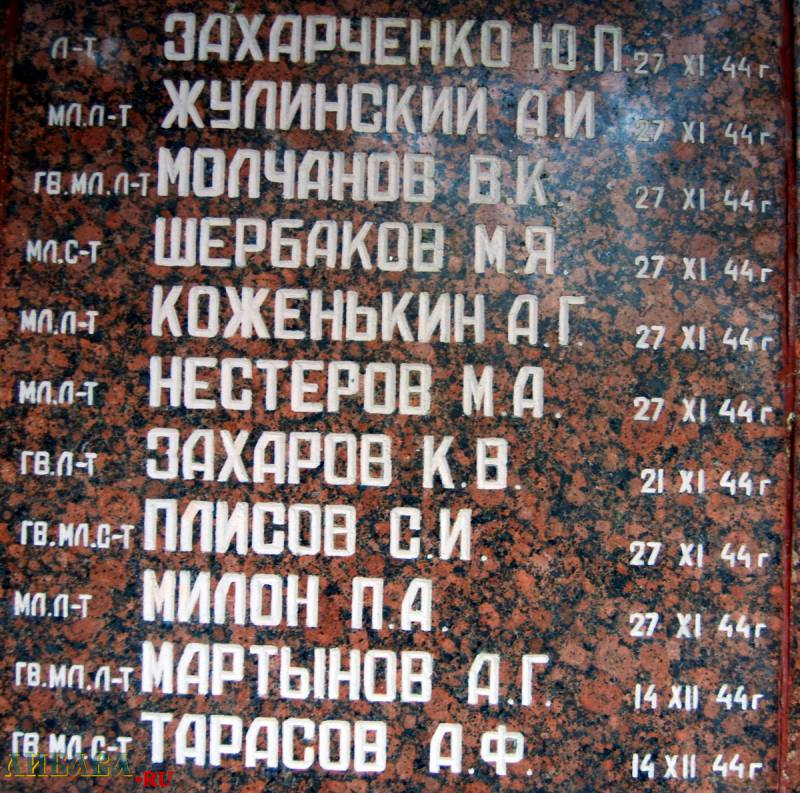 Л-Т ЗАХАРЧЕНКО Ю.П. 27 XI 44г
МЛ.Л-Т ЖУЛИНСКИЙ А.И 27 XI 44г
ГВ.МЛ.Л-Т МОЛЧАНОВ В.К. 27 XI 44г
МЛ.С-Т ШЕРБАКОВ М.Я. 27 XI 44г
МЛ.Л-Т КОЖЕНЬКИН А.Г. 27 XI 44г
МЛ.Л-Т НЕСТЕРОВ М.А. 27 XI 44г
ГВ.Л-Т ЗАХАРОВ К.В. 21 XI 44г
ГВ.МЛ.С-Т ПЛИСОВ С.И. 27 XI 44г
МЛ.Л-Т МИЛОН П.А. 27 XI 44г
ГВ.МЛ.Л-Т МАРТЫНОВ А.Г. 14 XII 44г
ГВ.МЛ.С-Т ТАРАСОВ А.Ф. 14 XII 44г
.RU